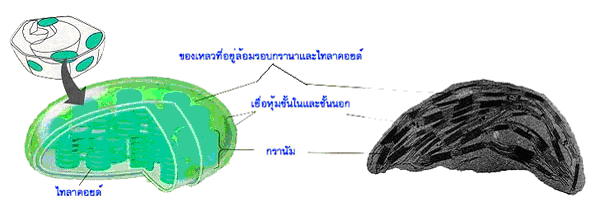 ของเหลวที่อยู่ล้อมรอบกรานาและไทลาคอยด์
เยื่อหุ้มชั้นในและชั้นนอก
กรานัม
ไทลาคอยด์